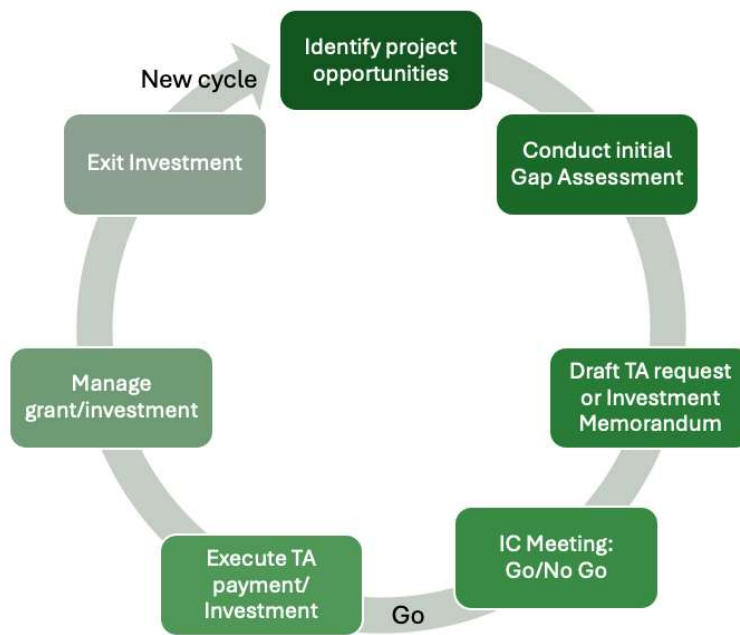 Identify project
opportunities
Conduct initial
Gap Assessment
Draft TA request
or Investment
Memorandum
IC Meeting:
Go/No Go
Go
Execute TA
payment/
Investment
Manage
grant/investment
Exit Investment
New cycle